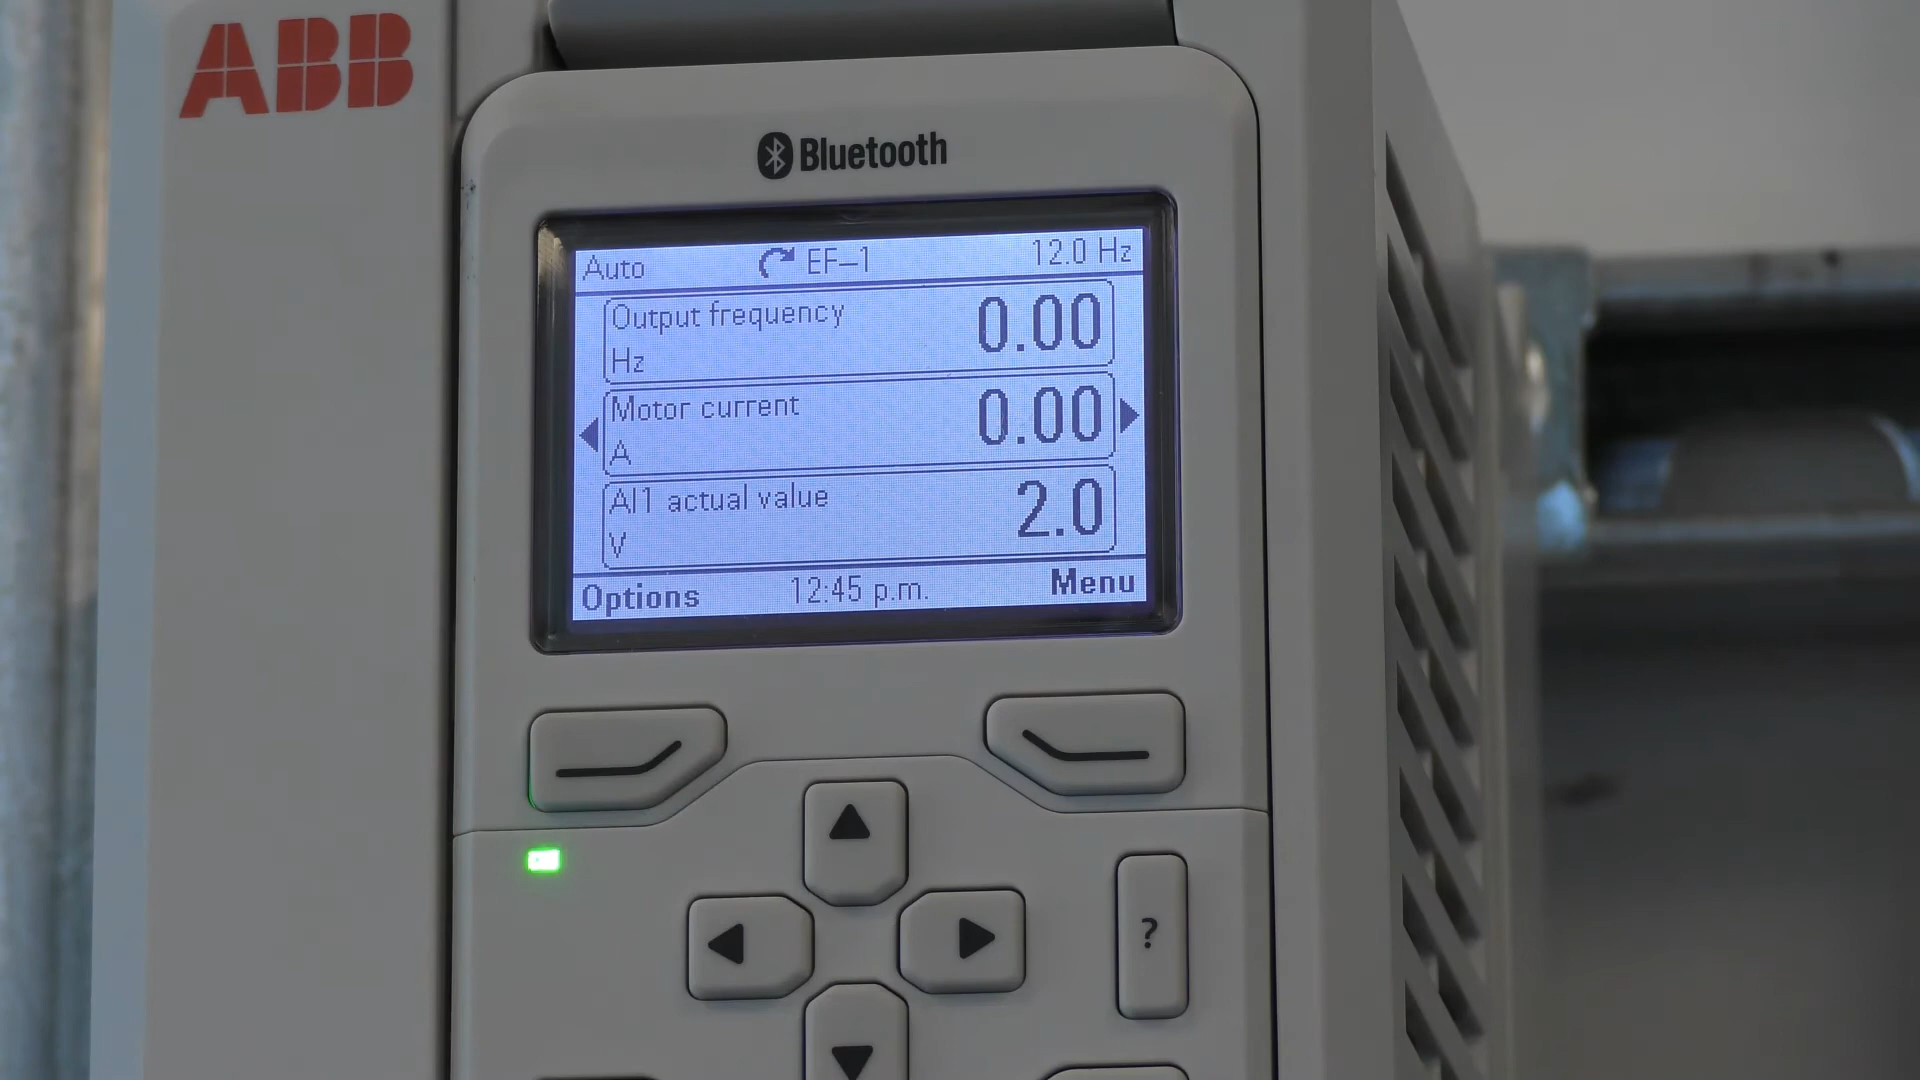 ABB
Bluetooth
Auto EF-1 12.0 Hz
Output frequency 0.00
Hz
Motor current 0.00
A
AI1 actual value 2.0
V
Options 12:45 p.m. Menu
?